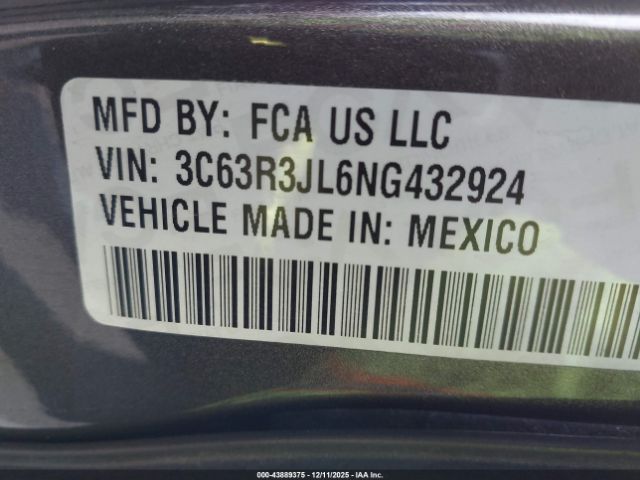 MFD BY: FCA US LLC
VIN: 3C63R3JL6NG432924
VEHICLE MADE IN: MEXICO
000-43889375 - 12/11/2025 - IAA Inc.